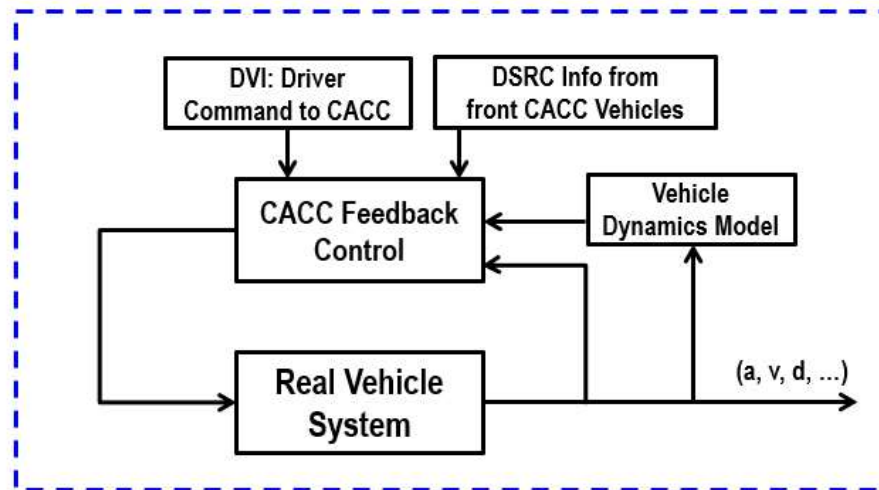 DVI: Driver
Command to CACC
DSRC Info from
front CACC Vehicles
CACC Feedback
Control
Vehicle
Dynamics Model
Real Vehicle
System
(a, v, d, ...)